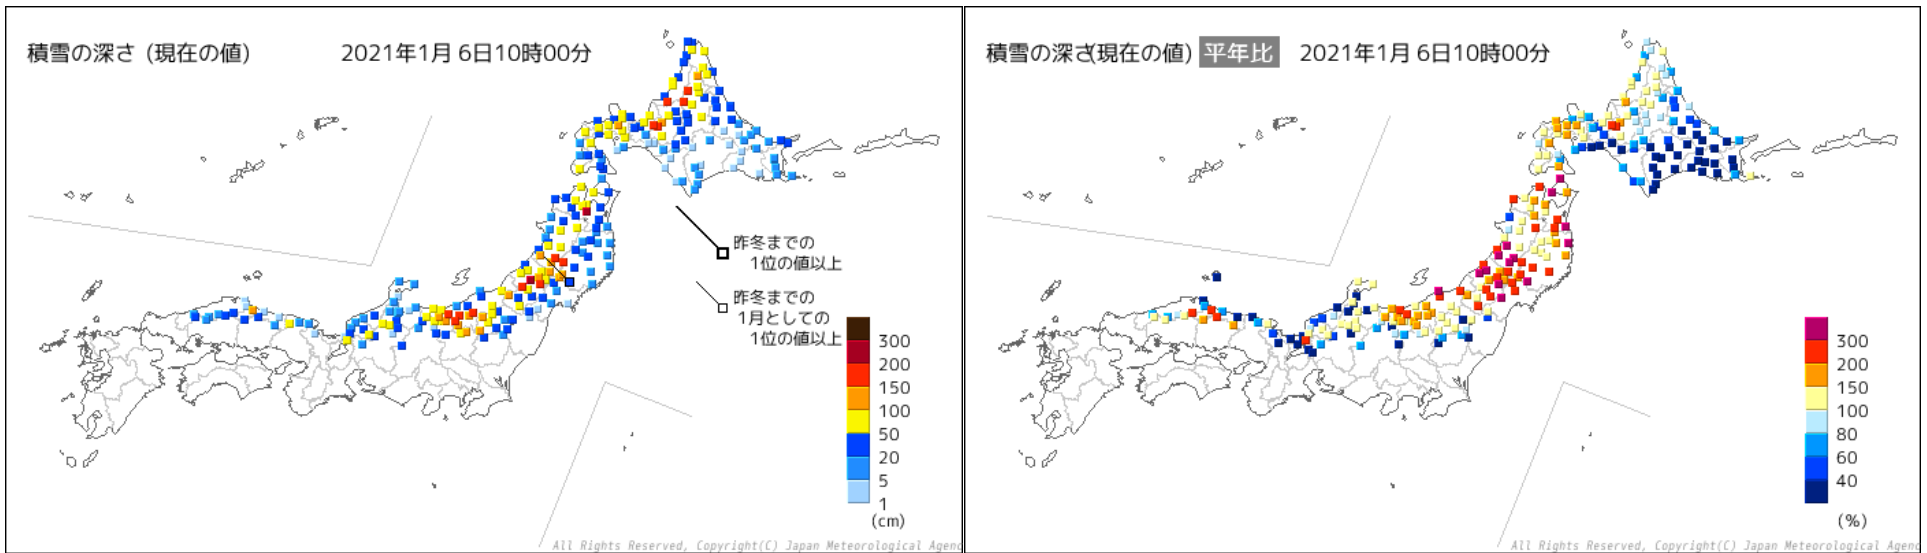 積雪の深さ (現在の値) 2021年1月 6日10時00分
昨冬までの
1位の値以上
昨冬までの
1月としての
1位の値以上
300
200
150
100
50
20
5
1
(cm)
All Rights Reserved, Copyright(C) Japan Meteorological Agenc
積雪の深さ(現在の値) 平年比 2021年1月 6日10時00分
300
200
150
100
80
60
40
(%)
All Rights Reserved, Copyright(C) Japan Meteorological Agenc